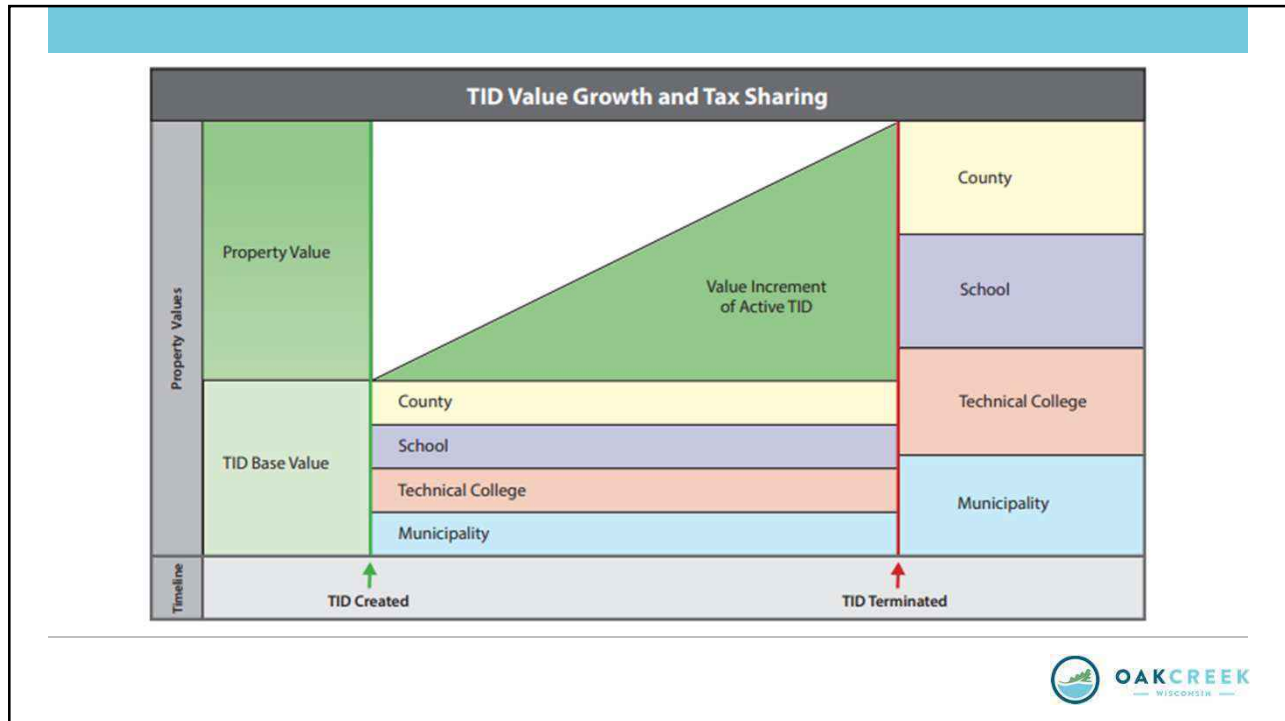 TID Value Growth and Tax Sharing
Property Values
Property Value
TID Base Value
Value Increment
of Active TID
County
School
Technical College
Municipality
County
School
Technical College
Municipality
Timeline
TID Created
TID Terminated
OAKCREEK
WISCONSIN